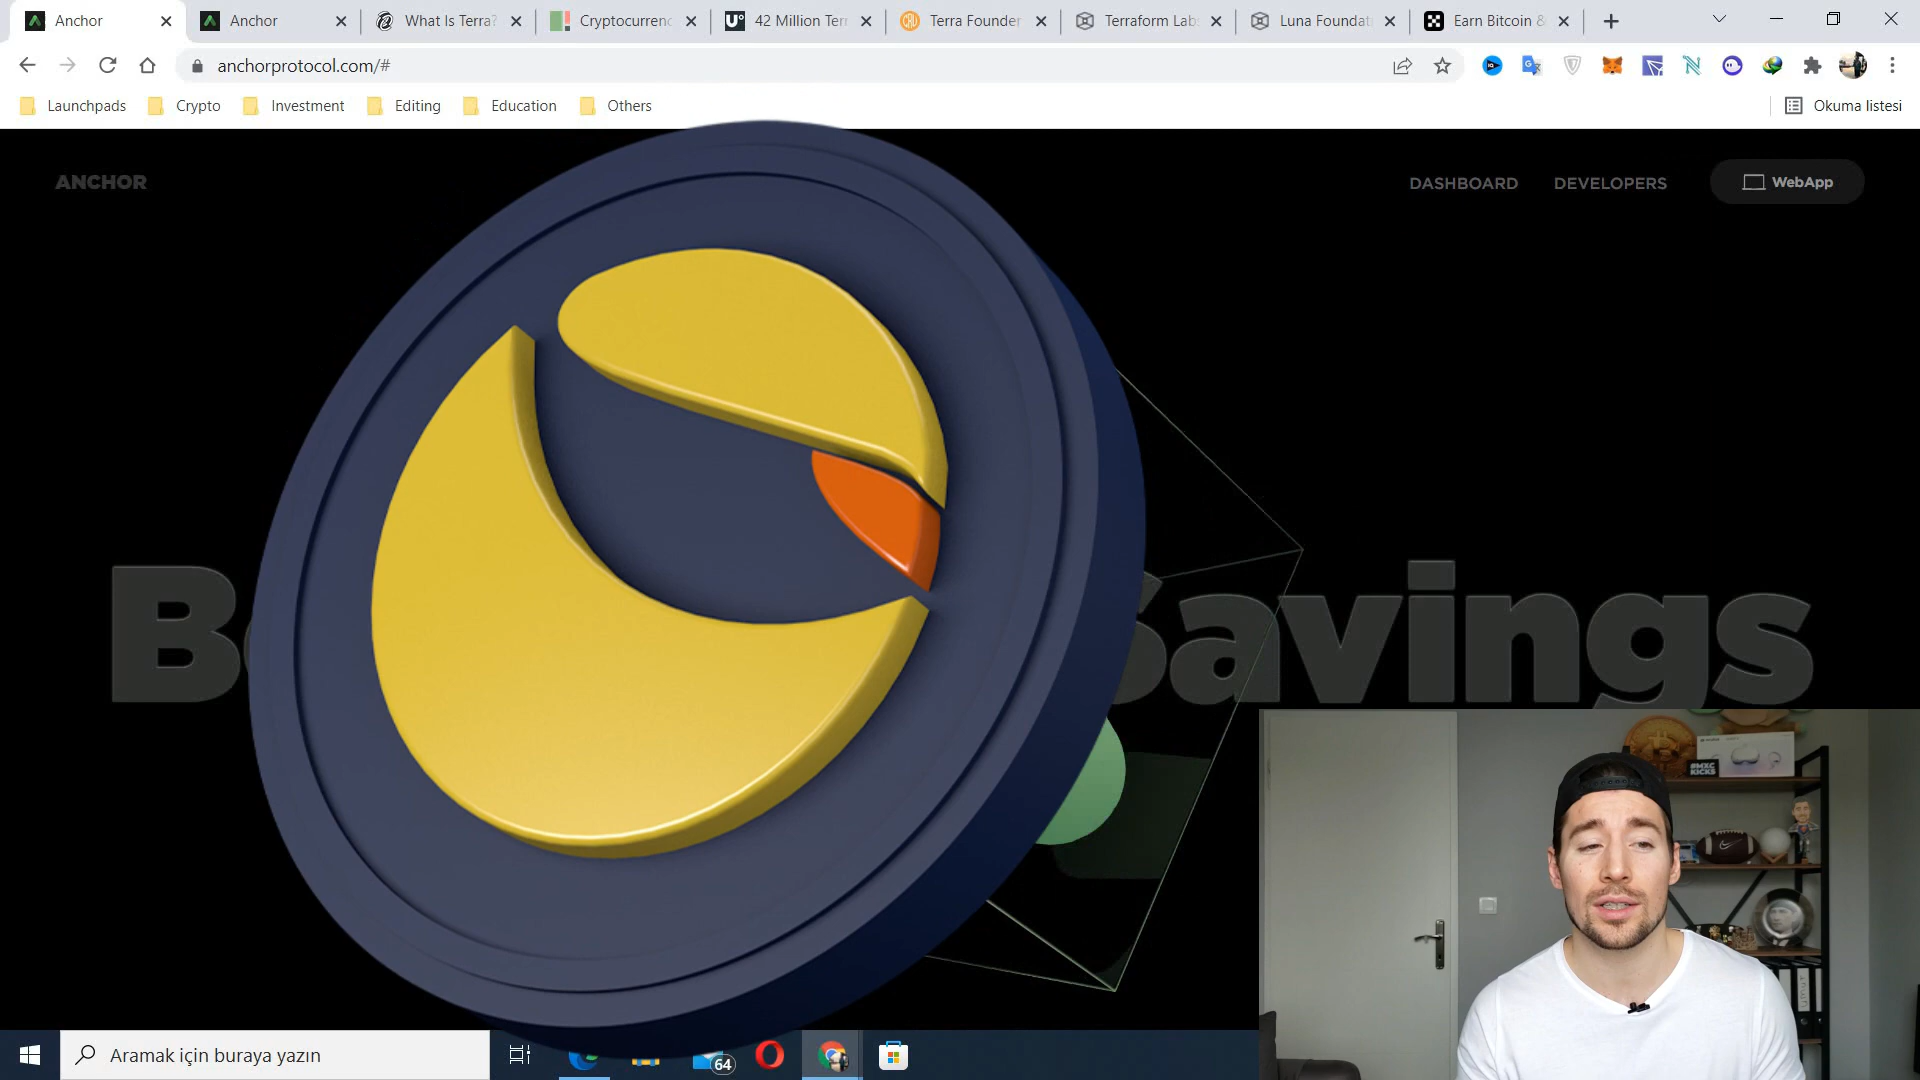 Anchor
Anchor
What Is Terra?
Cryptocurrenc
42 Million Terr
Terra Founder
Terraform Lab
Luna Foundat
Earn Bitcoin &
anchorprotocol.com/#
Launchpads
Crypto
Investment
Editing
Education
Others
Okuma listesi
ANCHOR
DASHBOARD
DEVELOPERS
WebApp
Savings
Aramak için buraya yazın
64